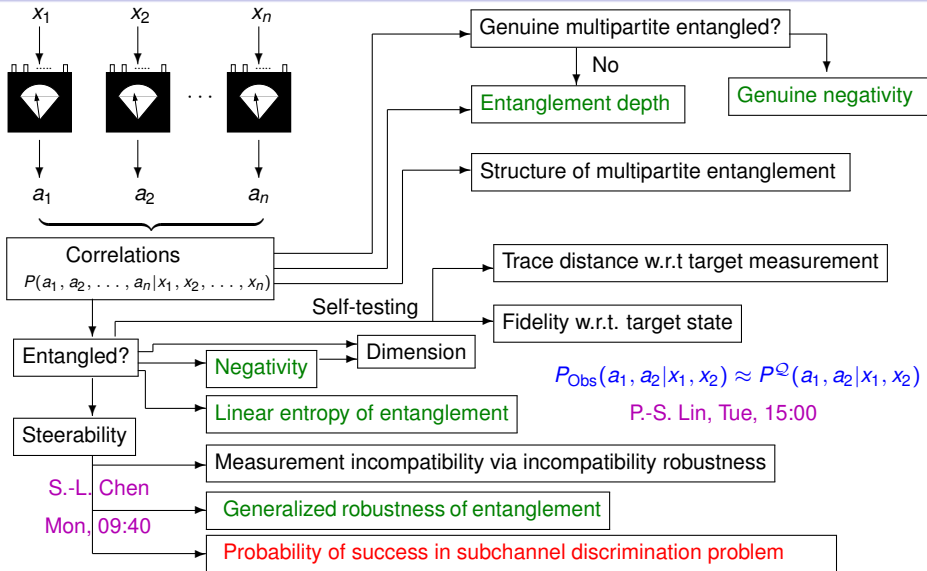 x₁ x₂ xₙ
Genuine multipartite entangled?
No
. . .
Entanglement depth
Genuine negativity
Structure of multipartite entanglement
a₁ a₂ aₙ
Correlations
P(a₁, a₂, . . . , aₙ|x₁, x₂, . . . , xₙ)
Trace distance w.r.t target measurement
Self-testing
Fidelity w.r.t. target state
Entangled?
Dimension
Negativity
P_Obs(a₁, a₂|x₁, x₂) ≈ P^𝒬(a₁, a₂|x₁, x₂)
Linear entropy of entanglement
P.-S. Lin, Tue, 15:00
Steerability
Measurement incompatibility via incompatibility robustness
S.-L. Chen
Mon, 09:40
Generalized robustness of entanglement
Probability of success in subchannel discrimination problem